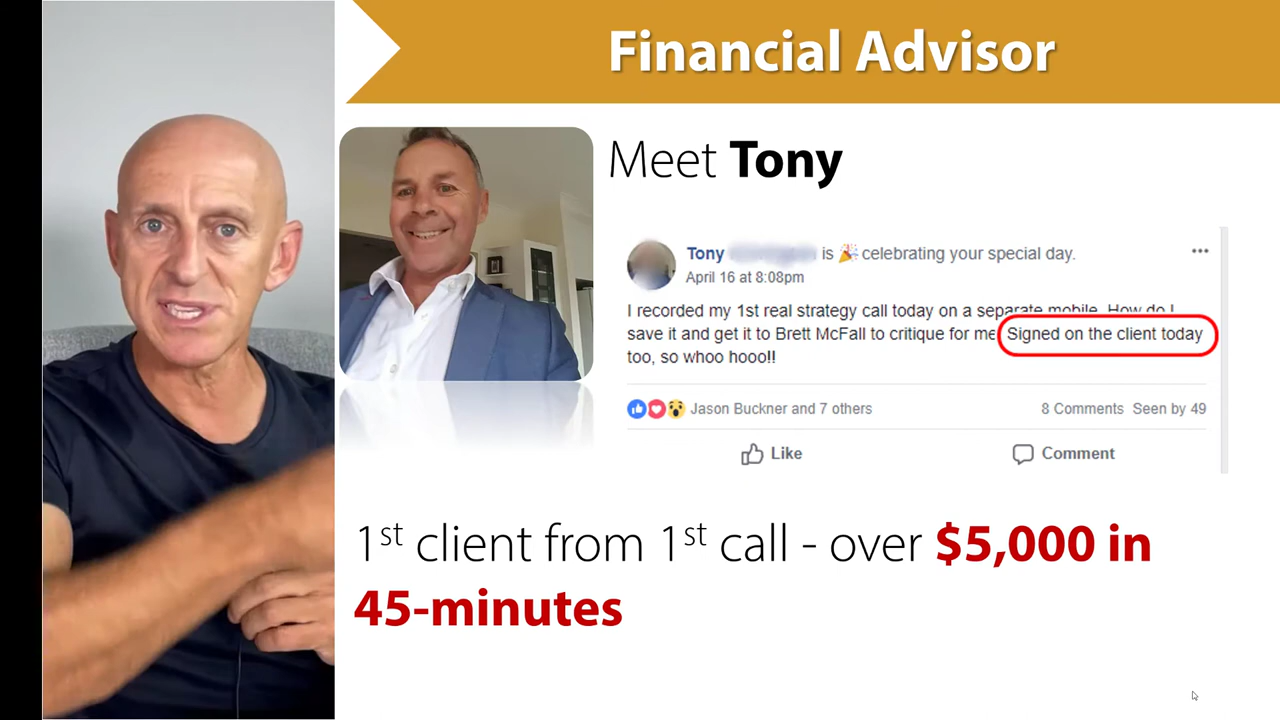 Financial Advisor
Meet Tony
Tony is 🎉 celebrating your special day.
April 16 at 8:08pm
I recorded my 1st real strategy call today on a separate mobile. How do I
save it and get it to Brett McFall to critique for me Signed on the client today
too, so whoo hooo!!
Jason Buckner and 7 others 8 Comments Seen by 49
Like Comment
1st client from 1st call - over $5,000 in
45-minutes